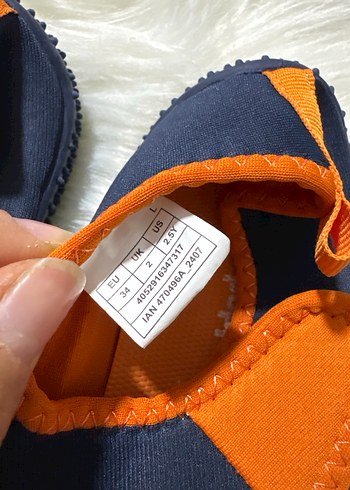 L
EU UK US
34 2 2.5Y
4052916347317
IAN 470496A_2407